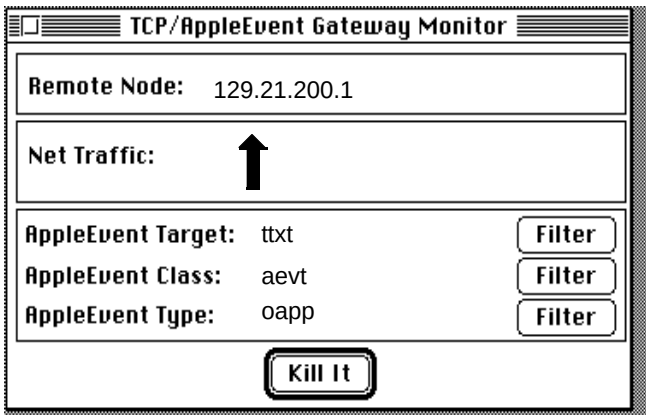 TCP/AppleEvent Gateway Monitor
Remote Node: 129.21.200.1
Net Traffic:
AppleEvent Target: ttxt Filter
AppleEvent Class: aevt Filter
AppleEvent Type: oapp Filter
Kill It